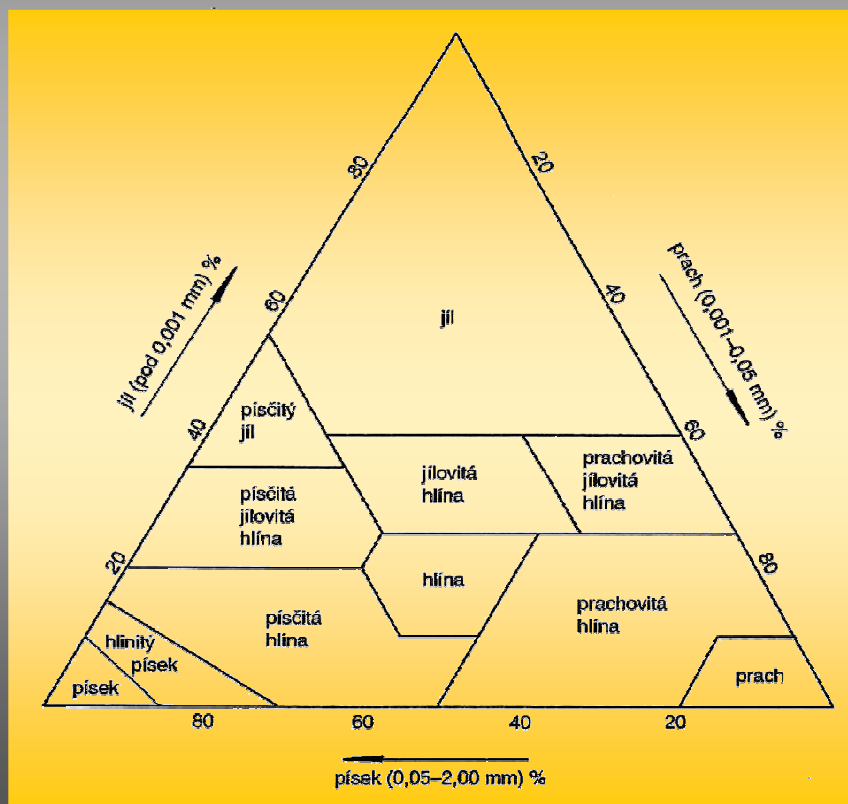 80
20
jíl (pod 0,001 mm) %
prach (0,001–0,05 mm) %
60
40
jíl
písčitý
jíl
40
60
jílovitá
hlína
prachovitá
jílovitá
hlína
písčitá
jílovitá
hlína
20
80
hlína
prachovitá
hlína
písčitá
hlína
hlinitý
písek
písek
prach
80
60
40
20
písek (0,05–2,00 mm) %